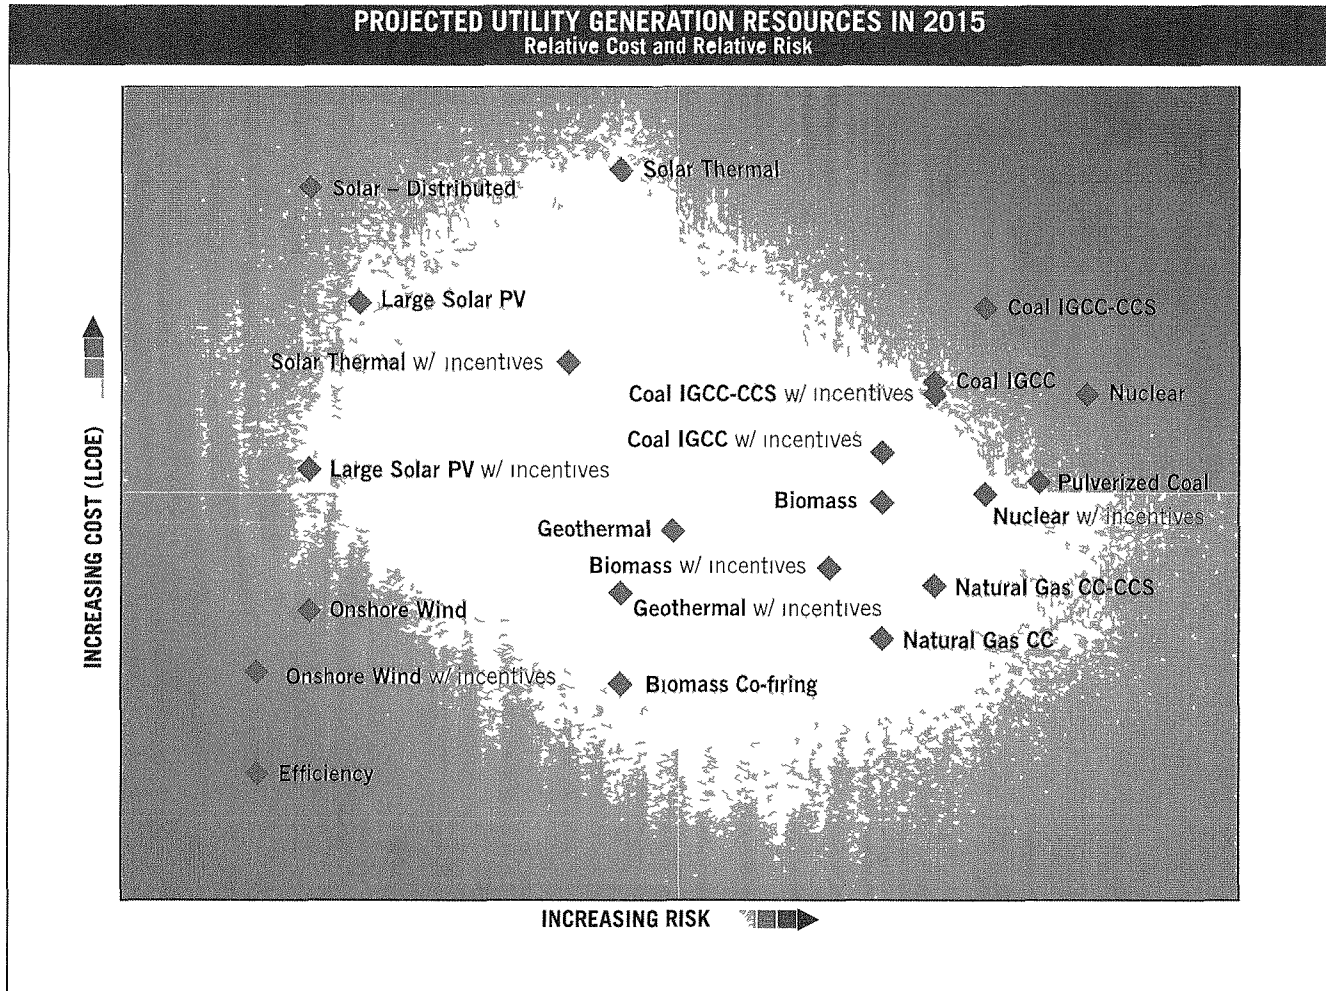 PROJECTED UTILITY GENERATION RESOURCES IN 2015
Relative Cost and Relative Risk
Solar Thermal
Solar – Distributed
Large Solar PV
Coal IGCC-CCS
Solar Thermal w/ incentives
Coal IGCC
Coal IGCC-CCS w/ incentives
Nuclear
Coal IGCC w/ incentives
Large Solar PV w/ incentives
Pulverized Coal
Biomass
Nuclear w/ incentives
Geothermal
Biomass w/ incentives
Natural Gas CC-CCS
Onshore Wind
Geothermal w/ incentives
Natural Gas CC
Onshore Wind w/ incentives
Biomass Co-firing
Efficiency
INCREASING COST (LCOE)
INCREASING RISK